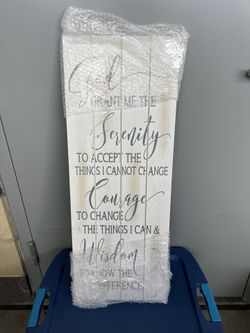 God
GRANT ME THE
Serenity
TO ACCEPT THE
THINGS I CANNOT CHANGE
Courage
TO CHANGE
THE THINGS I CAN &
Wisdom
TO KNOW THE
DIFFERENCE